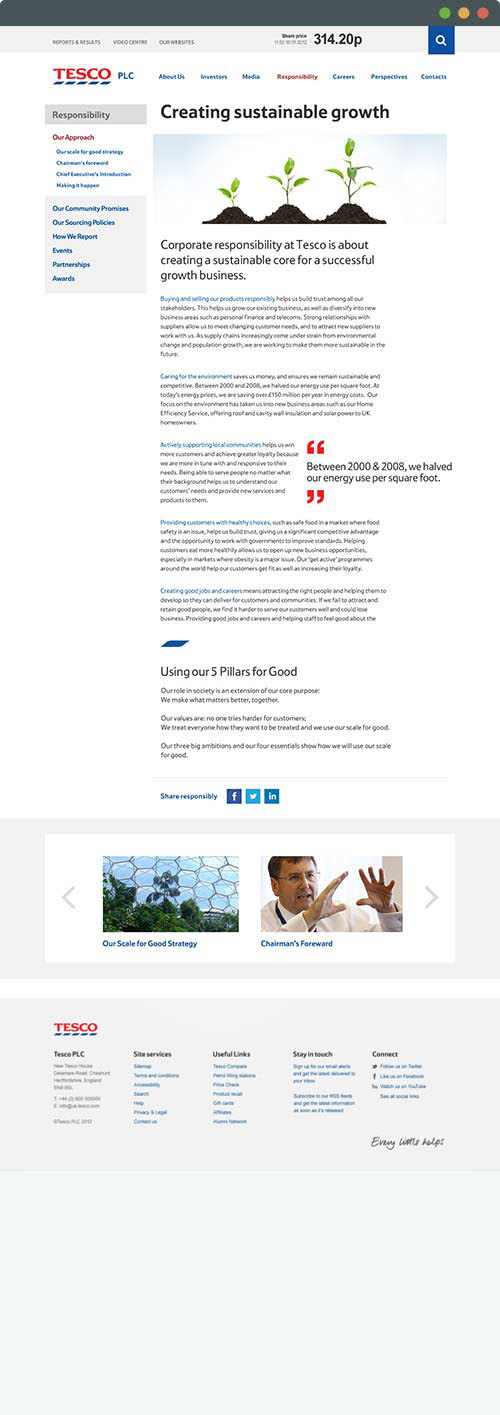 REPORTS & RESULTS VIDEO CENTRE OUR WEBSITES
Share price
314.20p
TESCO PLC
About Us Investors Media Responsibility Careers Perspectives Contacts
Responsibility
Our Approach
Our scale for good strategy
Chairman's foreword
Chief Executive's introduction
Making it happen
Our Community Promises
Our Sourcing Policies
How We Report
Events
Partnerships
Awards
Creating sustainable growth
Corporate responsibility at Tesco is about
creating a sustainable core for a successful
growth business.
Buying and selling our products responsibly helps us build trust among all our
stakeholders. This helps us grow our existing business, as well as diversify into new
business areas such as personal finance and telecoms. Strong relationships with
suppliers allow us to meet changing customer needs, and to attract new suppliers to
work with us. As supply chains increasingly come under strain from environmental
change and population growth, we are working to make them more sustainable in the
future.
Caring for the environment saves us money, and ensures we remain sustainable and
competitive. Between 2000 and 2008, we halved our energy use per square foot. At
today's energy prices, we are saving over £150 million per year in energy costs. Our
focus on the environment has taken us into new business areas such as our Home
Efficiency Service, offering roof and cavity wall insulation and solar power to UK
homeowners.
Actively supporting local communities helps us win
more customers and achieve greater loyalty because
we are more in tune with and responsive to their
needs. Being able to serve people no matter what
their background helps us to understand our
customers' needs and provide new services and
products to them.
“
Between 2000 & 2008, we halved
our energy use per square foot.
”
Providing customers with healthy choices, such as safe food in a market where food
safety is an issue, helps us build trust, giving us a significant competitive advantage
and the opportunity to work with governments to improve standards. Helping
customers eat more healthily allows us to open up new business opportunities,
especially in markets where obesity is a major issue. Our 'get active' programmes
around the world help our customers get fit as well as increasing their loyalty.
Creating good jobs and careers means attracting the right people and helping them to
develop so they can deliver for customers and communities. If we fail to attract and
retain good people, we find it harder to serve our customers well and could lose
business. Providing good jobs and careers and helping staff to feel good about the
Using our 5 Pillars for Good
Our role in society is an extension of our core purpose:
We make what matters better, together.
Our values are: no one tries harder for customers;
We treat everyone how they want to be treated and we use our scale for good.
Our three big ambitions and our four essentials show how we will use our scale
for good.
Share responsibly
Our Scale for Good Strategy
Chairman's Foreward
TESCO
Tesco PLC
New Tesco House
Delamare Road, Cheshunt,
Hertfordshire, England
EN8 9SL
T: +44 (0) 800 505555
E: info@uk.tesco.com
©Tesco PLC 2012
Site services
Sitemap
Terms and conditions
Accessibility
Search
Help
Privacy & Legal
Contact us
Useful Links
Tesco Compare
Petrol filling stations
Price Check
Product recall
Gift cards
Affiliates
Alumni Network
Stay in touch
Sign up for our email alerts
and get the latest delivered to
your inbox
Subscribe to our RSS feeds
and get the latest information
as soon as it's released
Connect
Follow us on Twitter
Like us on Facebook
Watch us on YouTube
See all social links
Every little helps